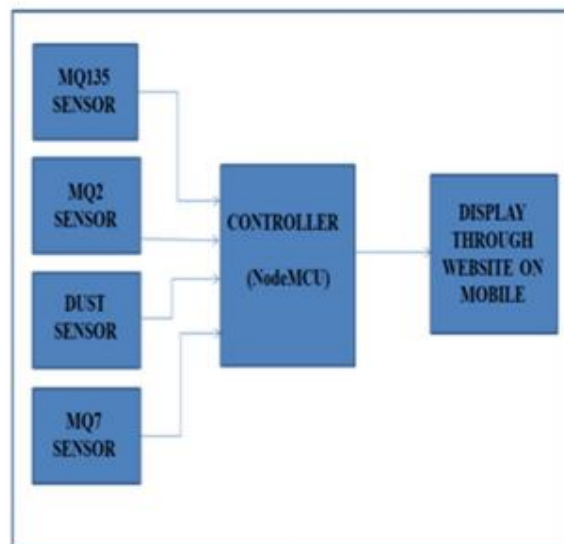 MQ135
SENSOR
MQ2
SENSOR
DUST
SENSOR
MQ7
SENSOR
CONTROLLER
(NodeMCU)
DISPLAY
THROUGH
WEBSITE ON
MOBILE